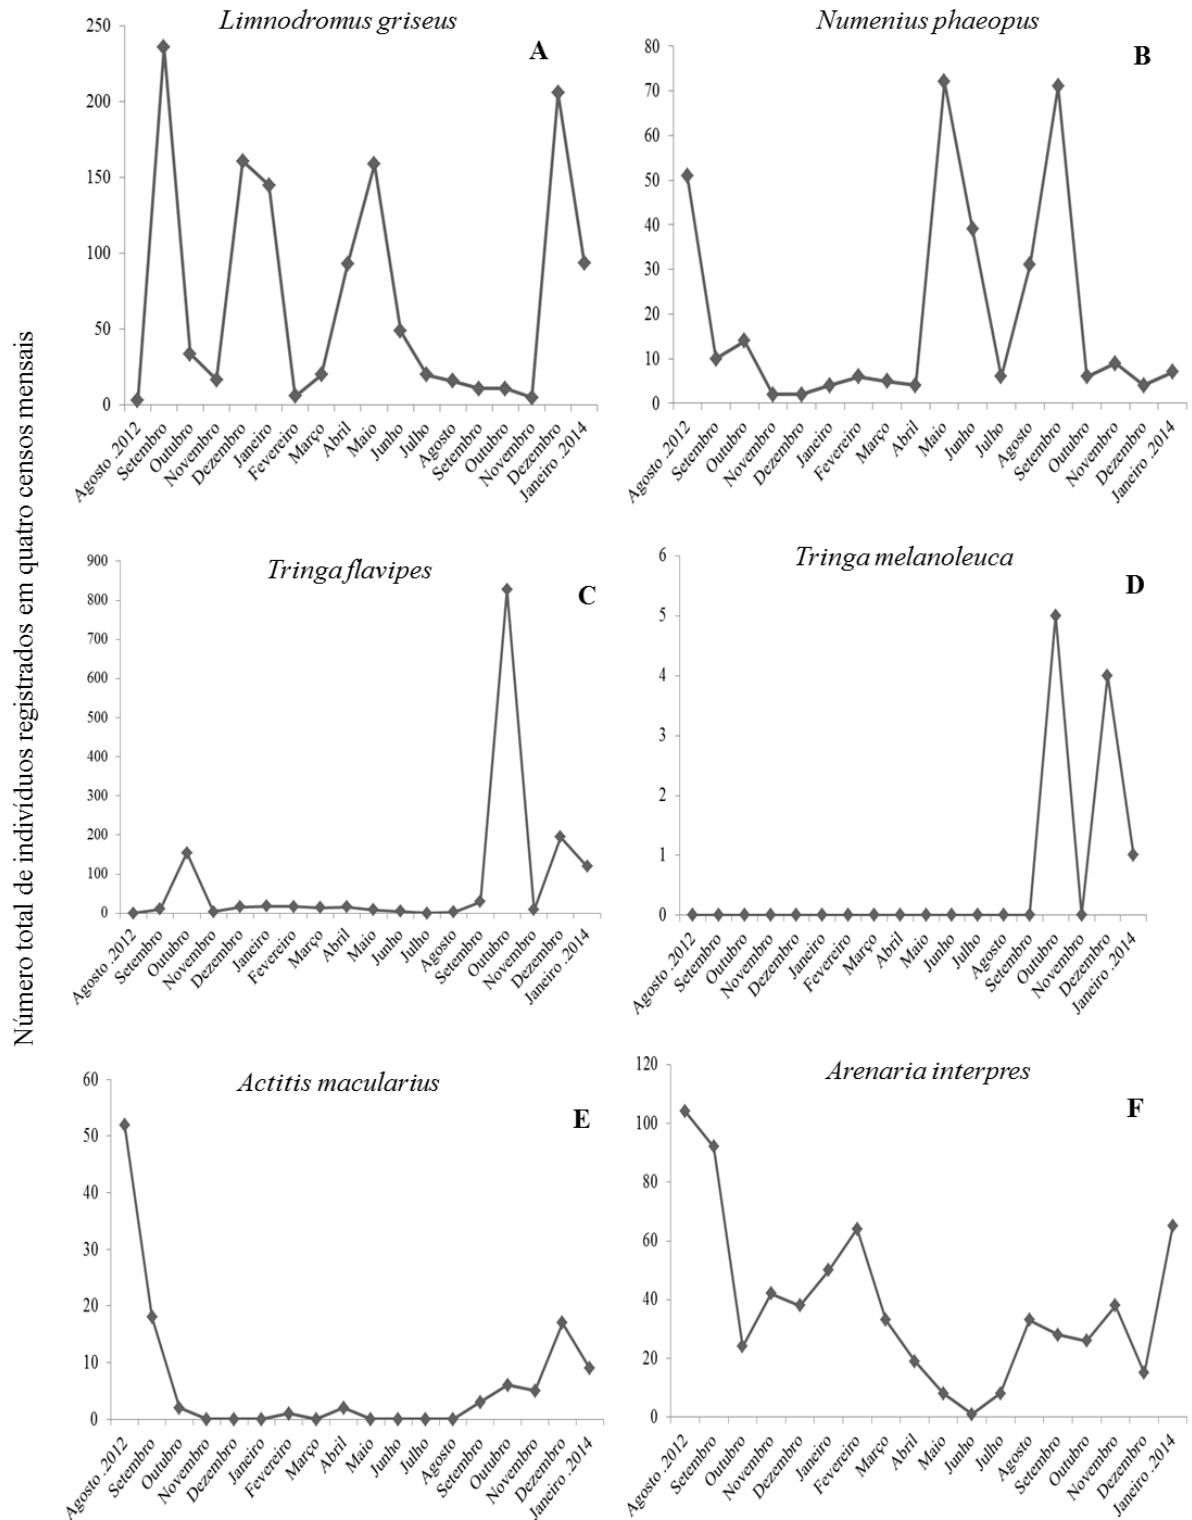 Número total de indivíduos registrados em quatro censos mensais
Limnodromus griseus
A
250
200
150
100
50
0
Agosto .2012
Setembro
Outubro
Novembro
Dezembro
Janeiro
Fevereiro
Março
Abril
Maio
Junho
Julho
Agosto
Setembro
Outubro
Novembro
Dezembro
Janeiro .2014
Numenius phaeopus
B
80
70
60
50
40
30
20
10
0
Agosto .2012
Setembro
Outubro
Novembro
Dezembro
Janeiro
Fevereiro
Março
Abril
Maio
Junho
Julho
Agosto
Setembro
Outubro
Novembro
Dezembro
Janeiro .2014
Tringa flavipes
C
900
800
700
600
500
400
300
200
100
0
Agosto .2012
Setembro
Outubro
Novembro
Dezembro
Janeiro
Fevereiro
Março
Abril
Maio
Junho
Julho
Agosto
Setembro
Outubro
Novembro
Dezembro
Janeiro .2014
Tringa melanoleuca
D
6
5
4
3
2
1
0
Agosto .2012
Setembro
Outubro
Novembro
Dezembro
Janeiro
Fevereiro
Março
Abril
Maio
Junho
Julho
Agosto
Setembro
Outubro
Novembro
Dezembro
Janeiro .2014
Actitis macularius
E
60
50
40
30
20
10
0
Agosto .2012
Setembro
Outubro
Novembro
Dezembro
Janeiro
Fevereiro
Março
Abril
Maio
Junho
Julho
Agosto
Setembro
Outubro
Novembro
Dezembro
Janeiro .2014
Arenaria interpres
F
120
100
80
60
40
20
0
Agosto .2012
Setembro
Outubro
Novembro
Dezembro
Janeiro
Fevereiro
Março
Abril
Maio
Junho
Julho
Agosto
Setembro
Outubro
Novembro
Dezembro
Janeiro .2014